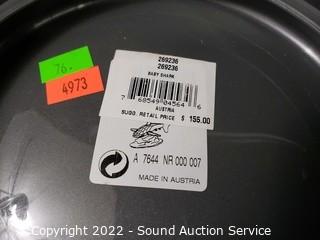 269236
269236
BABY SHARK
7 68549 04564 6
AUSTRIA
SUGG. RETAIL PRICE $ 155.00
76.
4973
A 7644 NR 000 007
MADE IN AUSTRIA
Copyright 2022 - Sound Auction Service